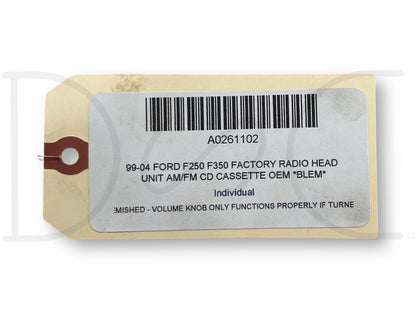 A0261102
99-04 FORD F250 F350 FACTORY RADIO HEAD
UNIT AM/FM CD CASSETTE OEM *BLEM*
Individual
EMISHED - VOLUME KNOB ONLY FUNCTIONS PROPERLY IF TURNE